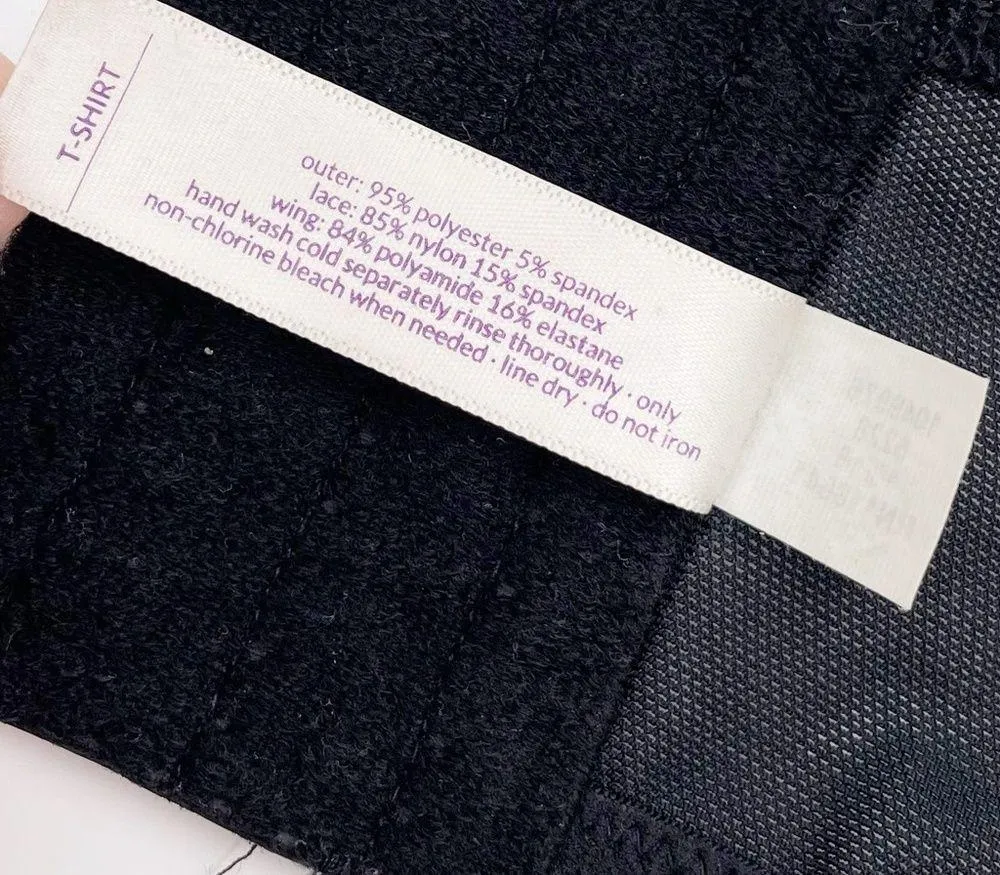 T-SHIRT
outer: 95% polyester 5% spandex
lace: 85% nylon 15% spandex
wing: 84% polyamide 16% elastane
hand wash cold separately rinse thoroughly · only
non-chlorine bleach when needed · line dry · do not iron